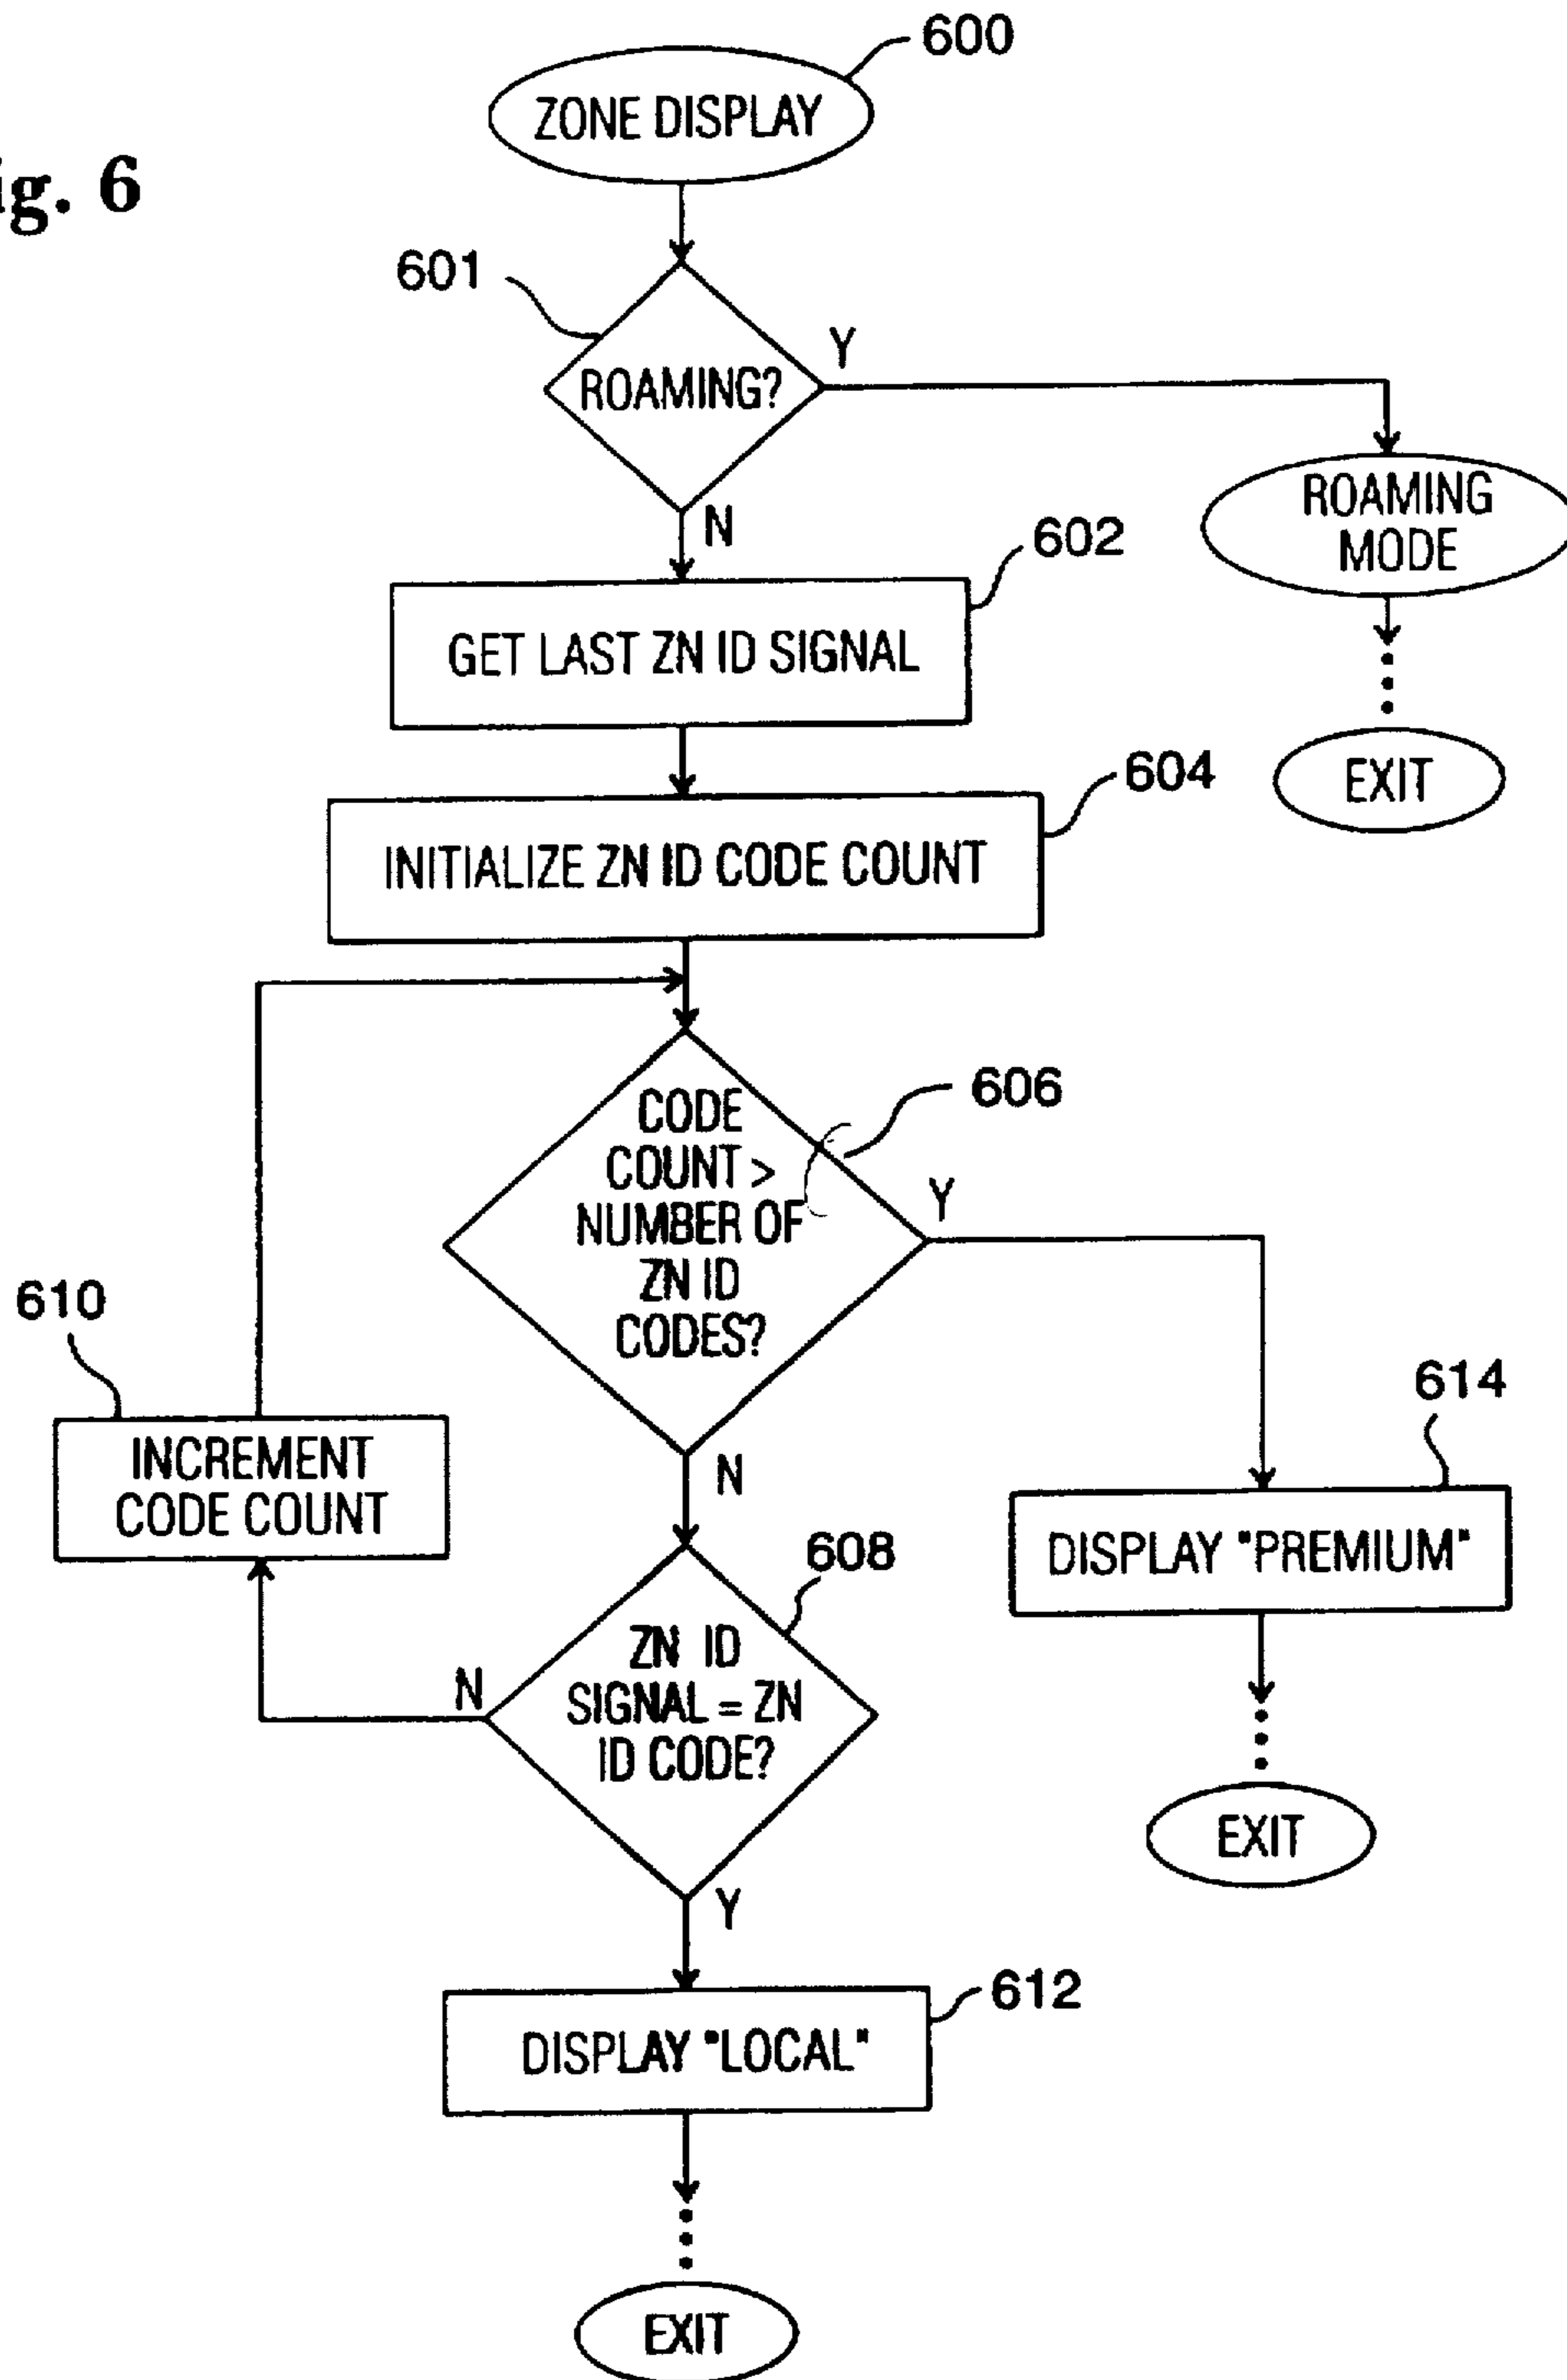 600
ZONE DISPLAY
ig. 6
601
Y
ROAMING?
ROAMING
MODE
N
602
GET LAST ZN ID SIGNAL
EXIT
604
INITIALIZE ZN ID CODE COUNT
606
CODE
COUNT >
NUMBER OF
ZN ID
CODES?
Y
610
INCREMENT
CODE COUNT
N
614
DISPLAY "PREMIUM"
608
ZN ID
SIGNAL = ZN
ID CODE?
N
EXIT
Y
612
DISPLAY "LOCAL"
EXIT